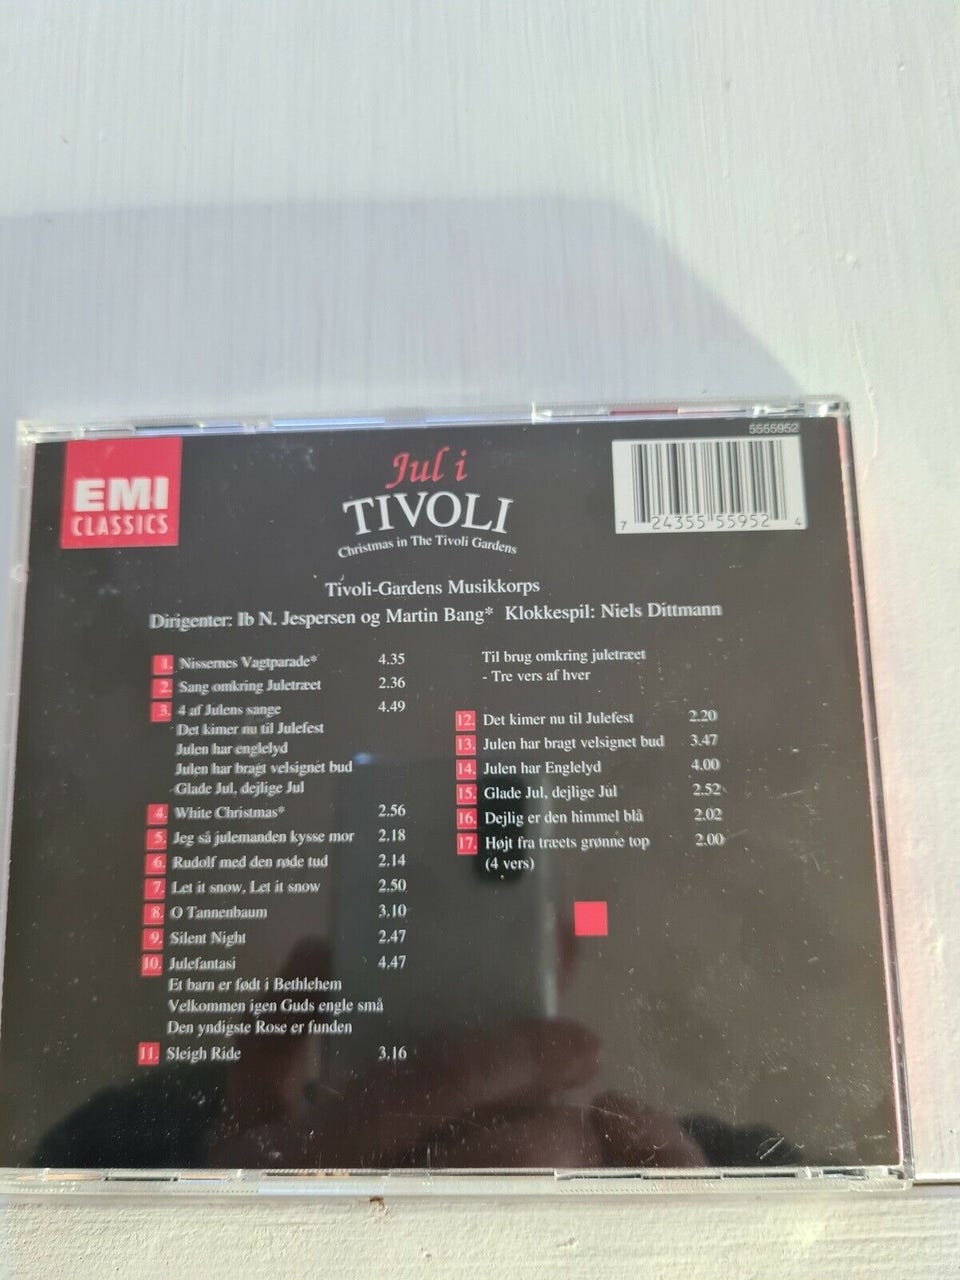 5555952
EMI
CLASSICS
Jul i
TIVOLI
Christmas in The Tivoli Gardens
7 24355 55952 4
Tivoli-Gardens Musikkorps
Dirigenter: Ib N. Jespersen og Martin Bang* Klokkespil: Niels Dittmann
1. Nissernes Vagtparade* 4.35
2. Sang omkring Juletræet 2.36
3. 4 af Julens sange 4.49
Det kimer nu til Julefest
Julen har englelyd
Julen har bragt velsignet bud
Glade Jul, dejlige Jul
4. White Christmas* 2.56
5. Jeg så julemanden kysse mor 2.18
6. Rudolf med den røde tud 2.14
7. Let it snow, Let it snow 2.50
8. O Tannenbaum 3.10
9. Silent Night 2.47
10. Julefantasi 4.47
Et barn er født i Bethlehem
Velkommen igen Guds engle små
Den yndigste Rose er funden
11. Sleigh Ride 3.16
Til brug omkring juletræet
- Tre vers af hver
12. Det kimer nu til Julefest 2.20
13. Julen har bragt velsignet bud 3.47
14. Julen har Englelyd 4.00
15. Glade Jul, dejlige Jul 2.52
16. Dejlig er den himmel blå 2.02
17. Højt fra træets grønne top 2.00
(4 vers)